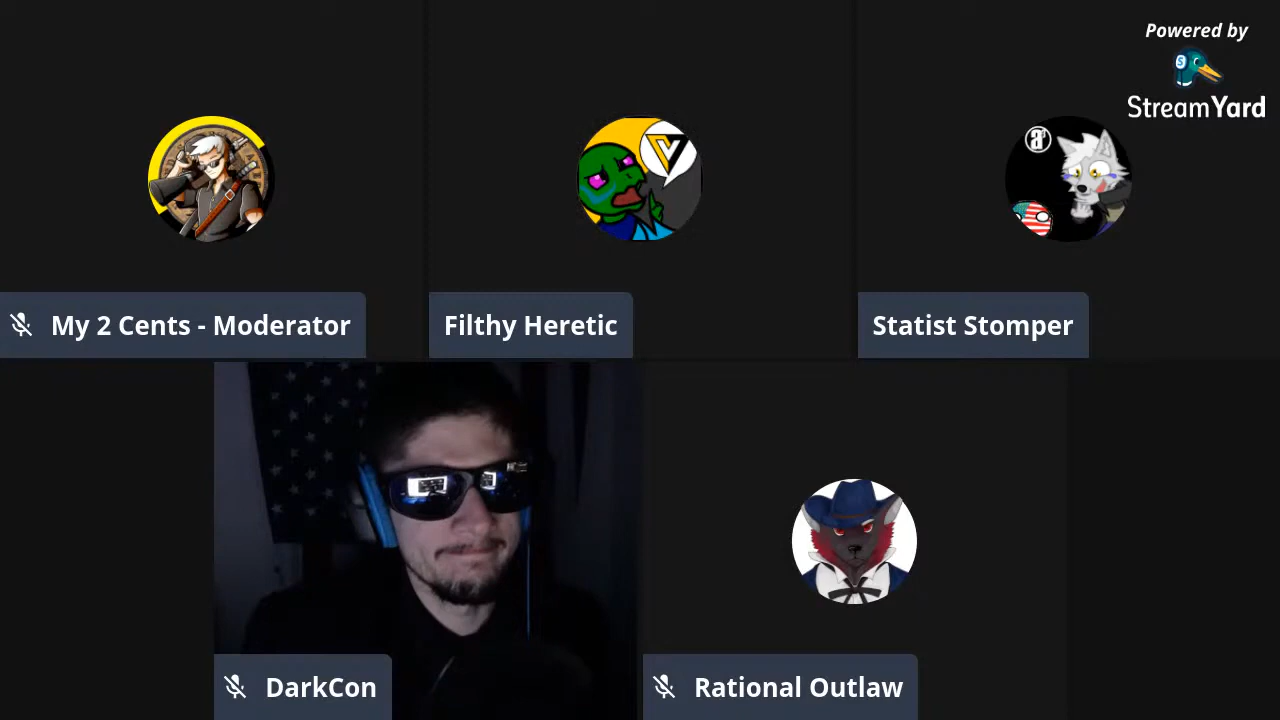 Powered by
StreamYard
My 2 Cents - Moderator
Filthy Heretic
Statist Stomper
DarkCon
Rational Outlaw